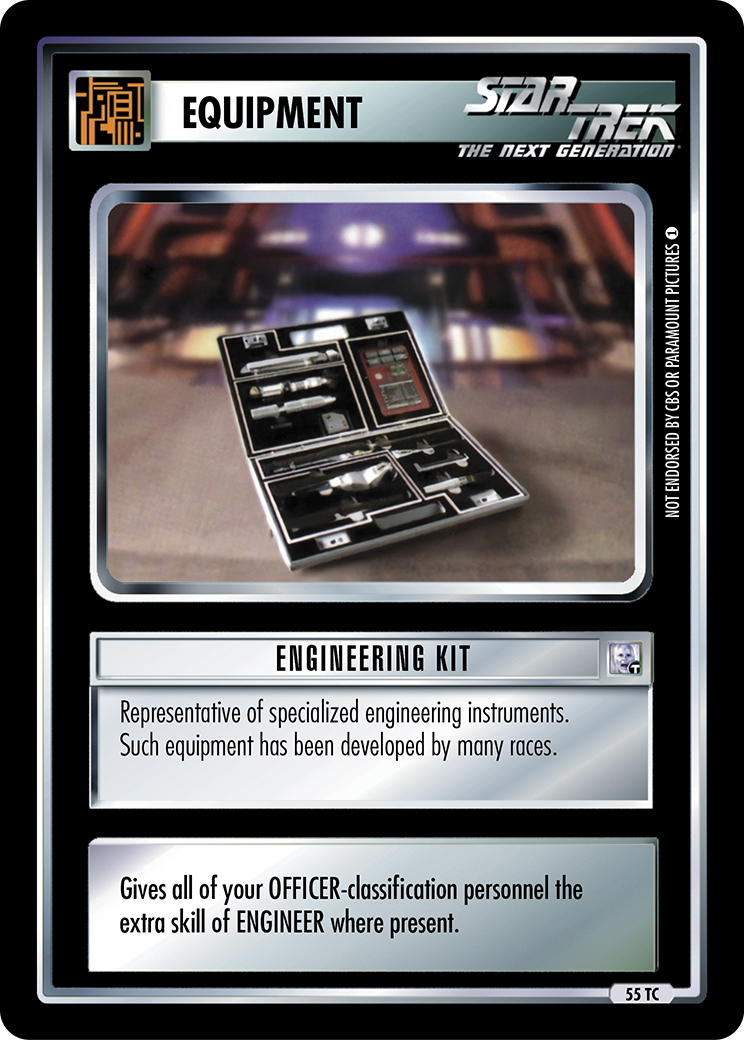 EQUIPMENT
STAR TREK
THE NEXT GENERATION
NOT ENDORSED BY CBS OR PARAMOUNT PICTURES 1
ENGINEERING KIT
T
Representative of specialized engineering instruments.
Such equipment has been developed by many races.
Gives all of your OFFICER-classification personnel the
extra skill of ENGINEER where present.
55 TC